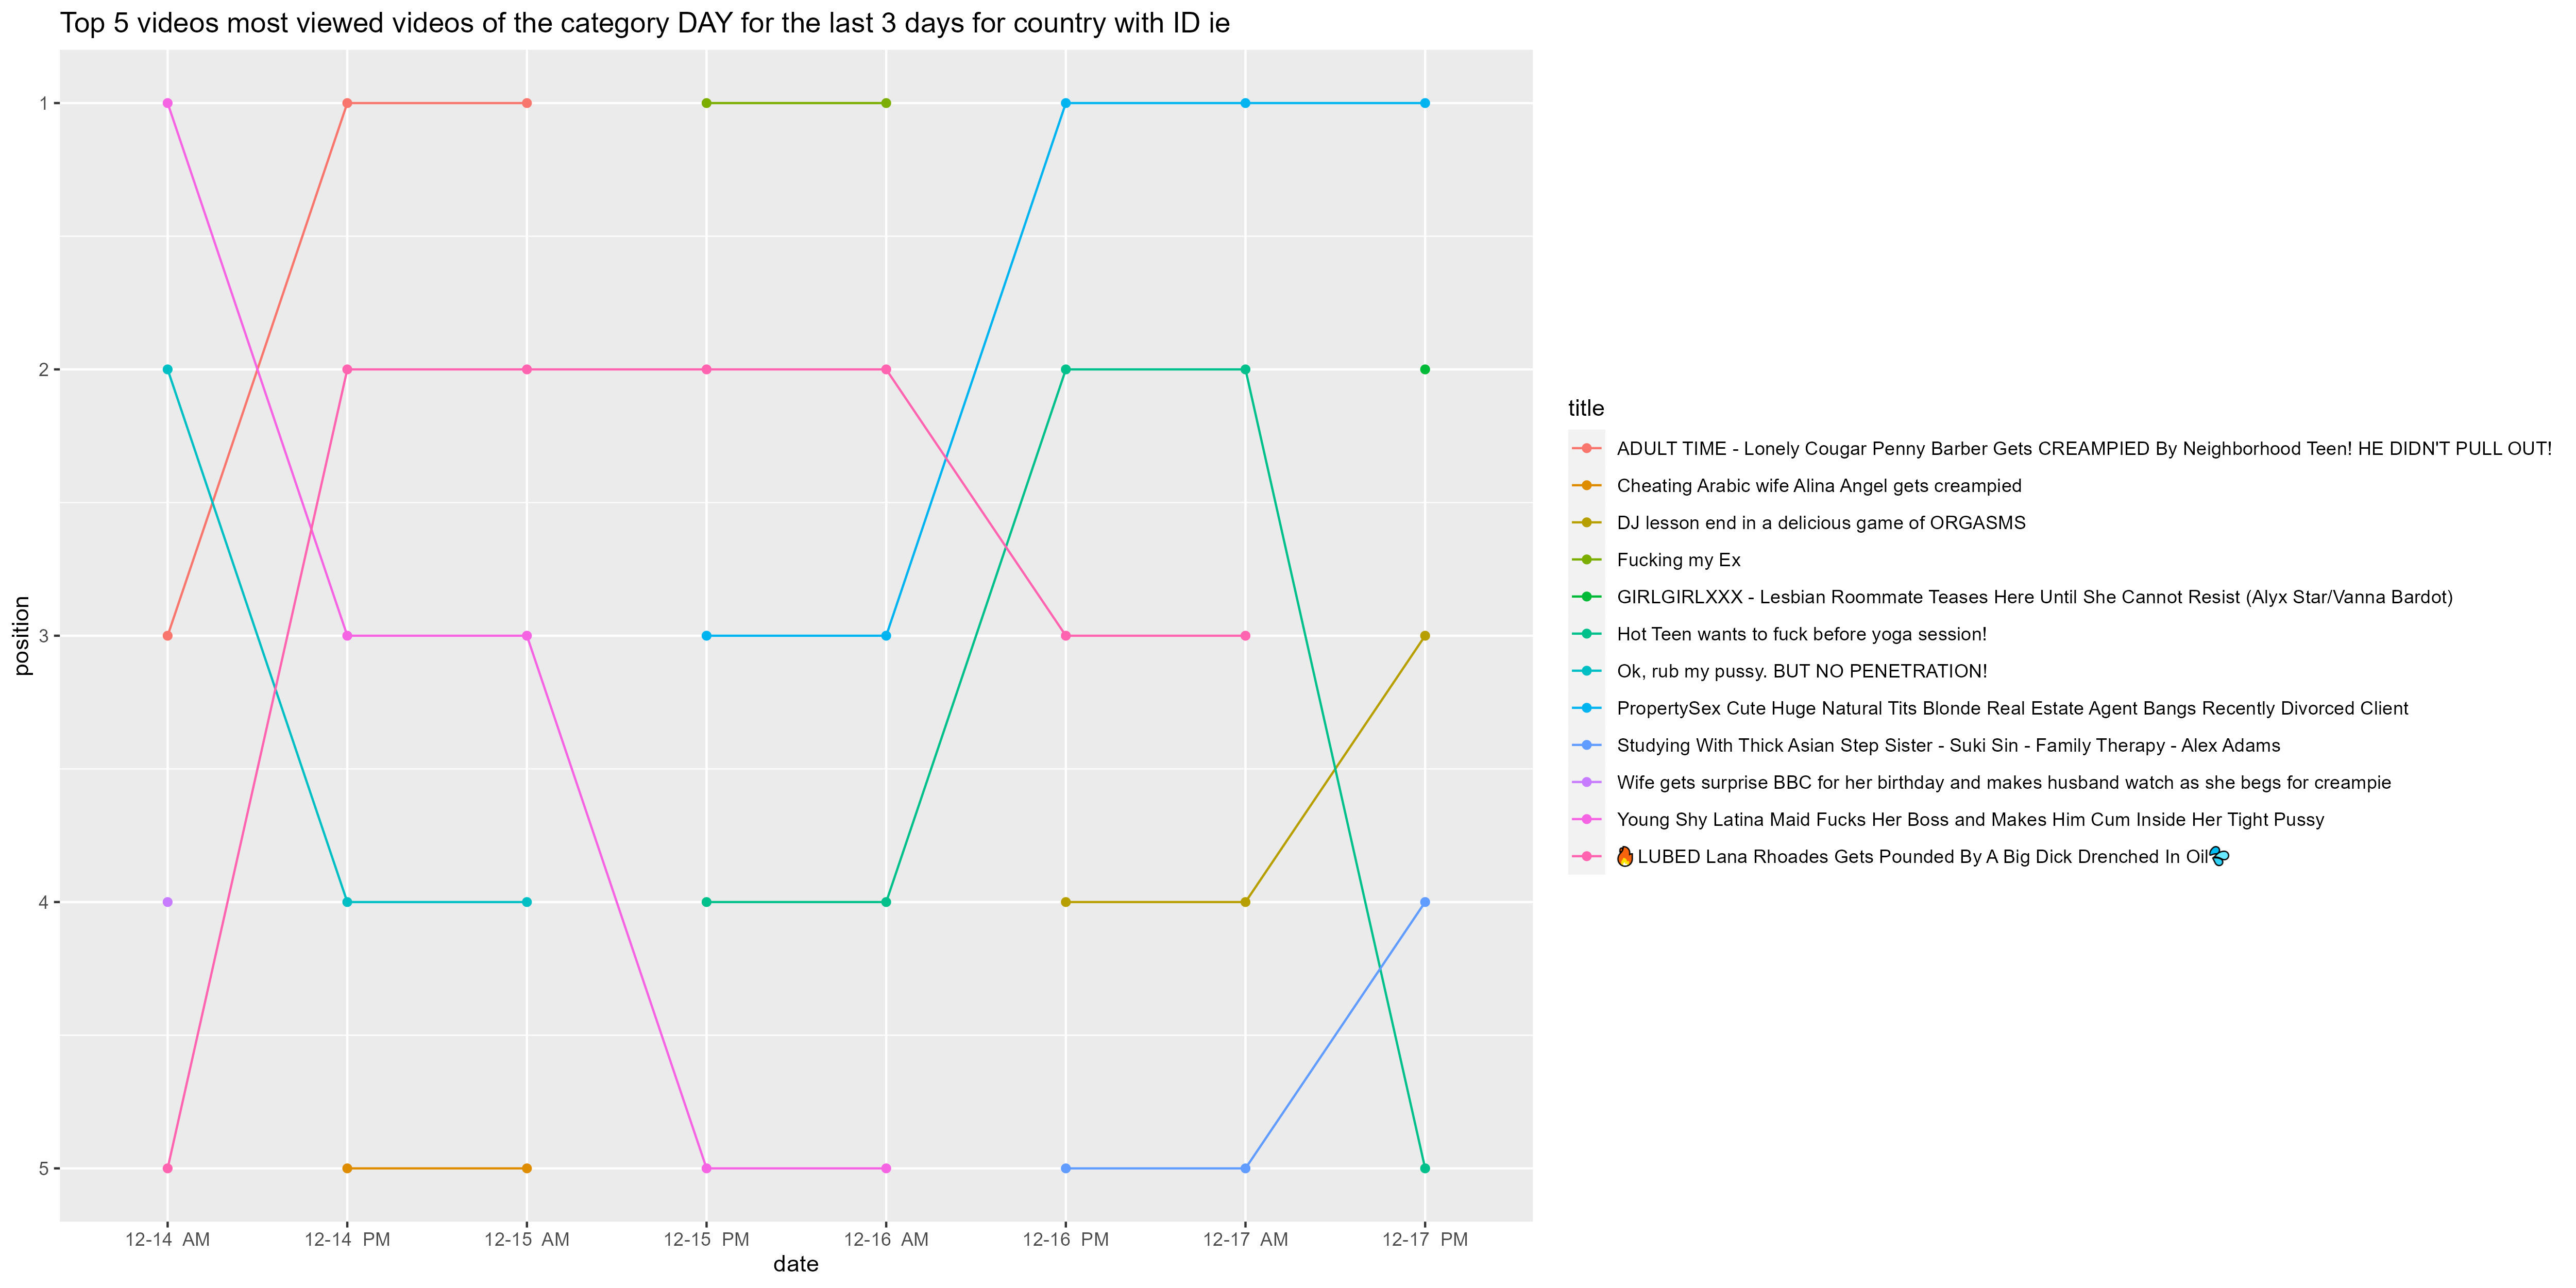 Top 5 videos most viewed videos of the category DAY for the last 3 days for country with ID ie
position
1
2
3
4
5
12-14 AM
12-14 PM
12-15 AM
12-15 PM
12-16 AM
12-16 PM
12-17 AM
12-17 PM
date
title
ADULT TIME - Lonely Cougar Penny Barber Gets CREAMPIED By Neighborhood Teen! HE DIDN'T PULL OUT!
Cheating Arabic wife Alina Angel gets creampied
DJ lesson end in a delicious game of ORGASMS
Fucking my Ex
GIRLGIRLXXX - Lesbian Roommate Teases Here Until She Cannot Resist (Alyx Star/Vanna Bardot)
Hot Teen wants to fuck before yoga session!
Ok, rub my pussy. BUT NO PENETRATION!
PropertySex Cute Huge Natural Tits Blonde Real Estate Agent Bangs Recently Divorced Client
Studying With Thick Asian Step Sister - Suki Sin - Family Therapy - Alex Adams
Wife gets surprise BBC for her birthday and makes husband watch as she begs for creampie
Young Shy Latina Maid Fucks Her Boss and Makes Him Cum Inside Her Tight Pussy
🔥LUBED Lana Rhoades Gets Pounded By A Big Dick Drenched In Oil💦